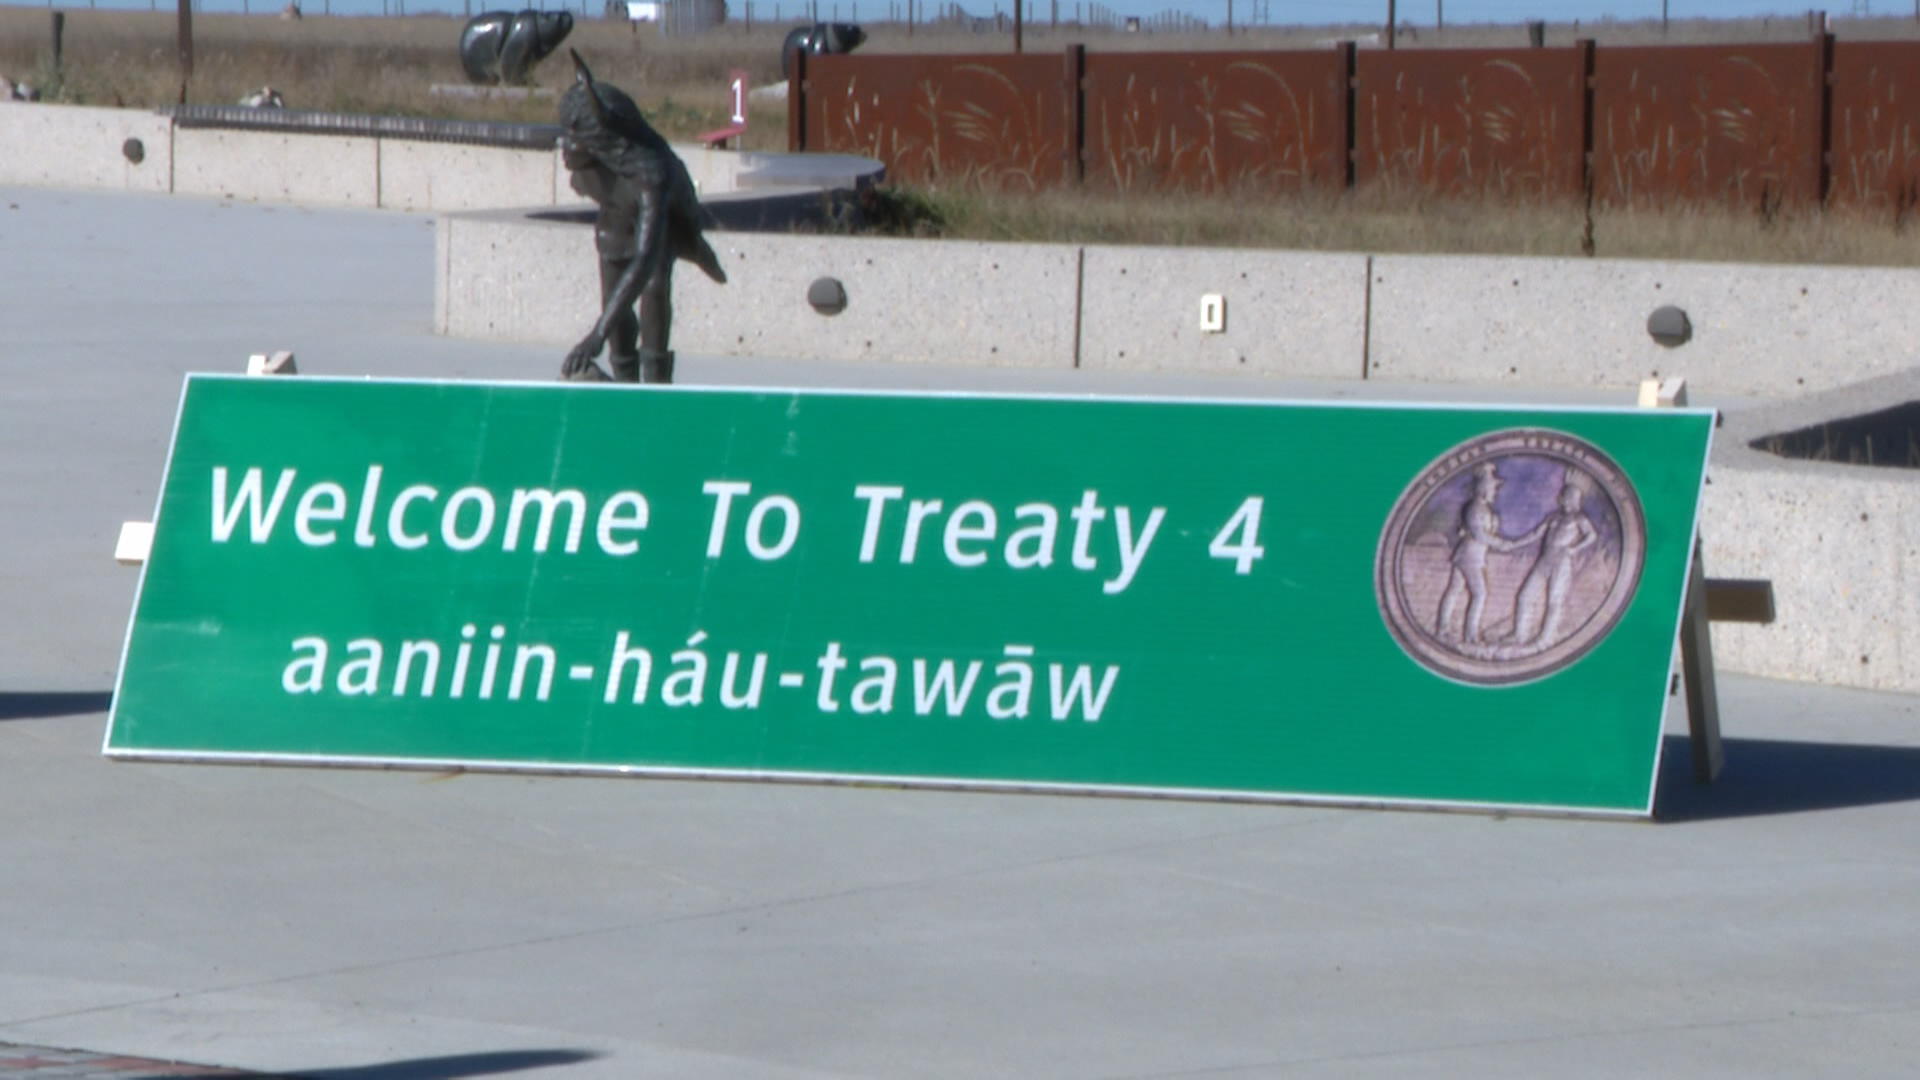 1
Welcome To Treaty 4
aaniin-háu-tawāw